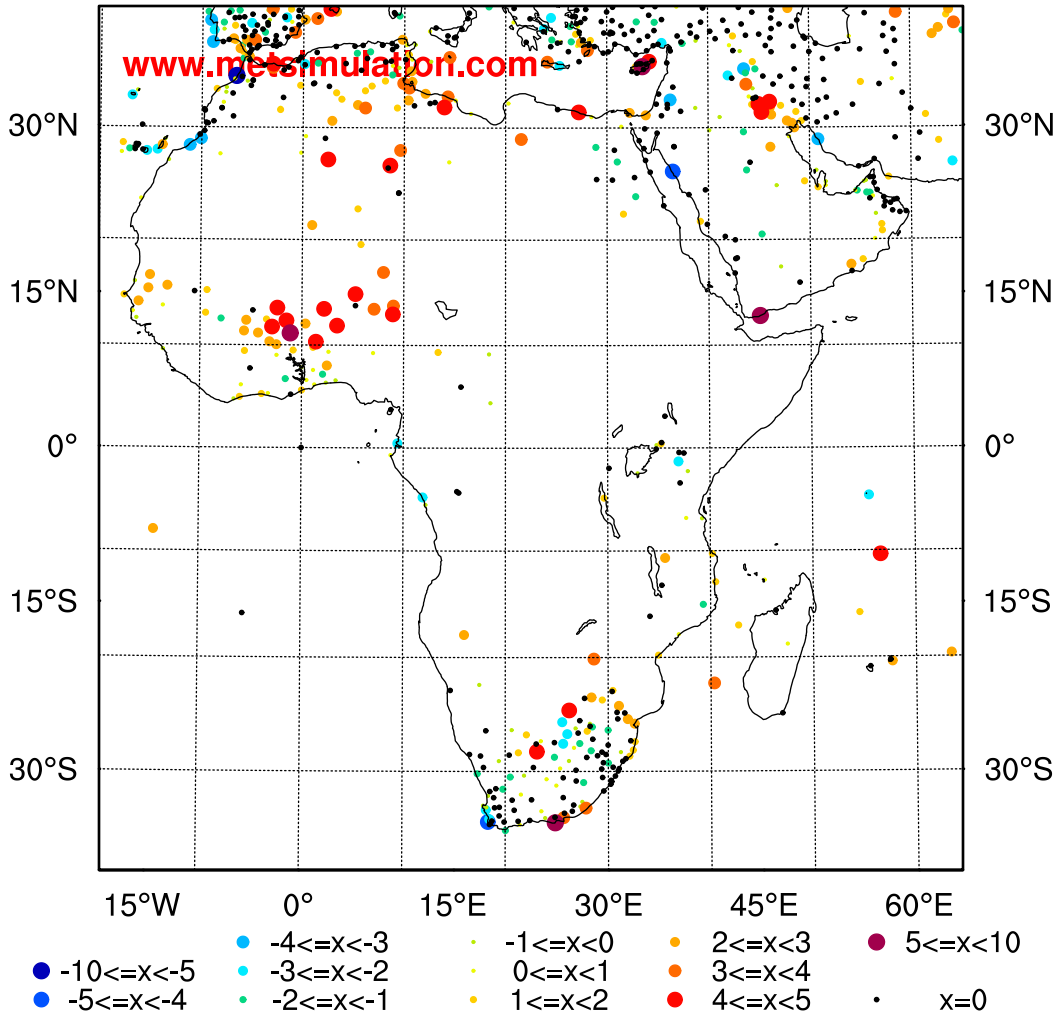 www.metsimulation.com
30°N 30°N
15°N 15°N
0° 0°
15°S 15°S
30°S 30°S
15°W 0° 15°E 30°E 45°E 60°E
-4<=x<-3 -1<=x<0 2<=x<3 5<=x<10
-10<=x<-5 -3<=x<-2 0<=x<1 3<=x<4
-5<=x<-4 -2<=x<-1 1<=x<2 4<=x<5 x=0